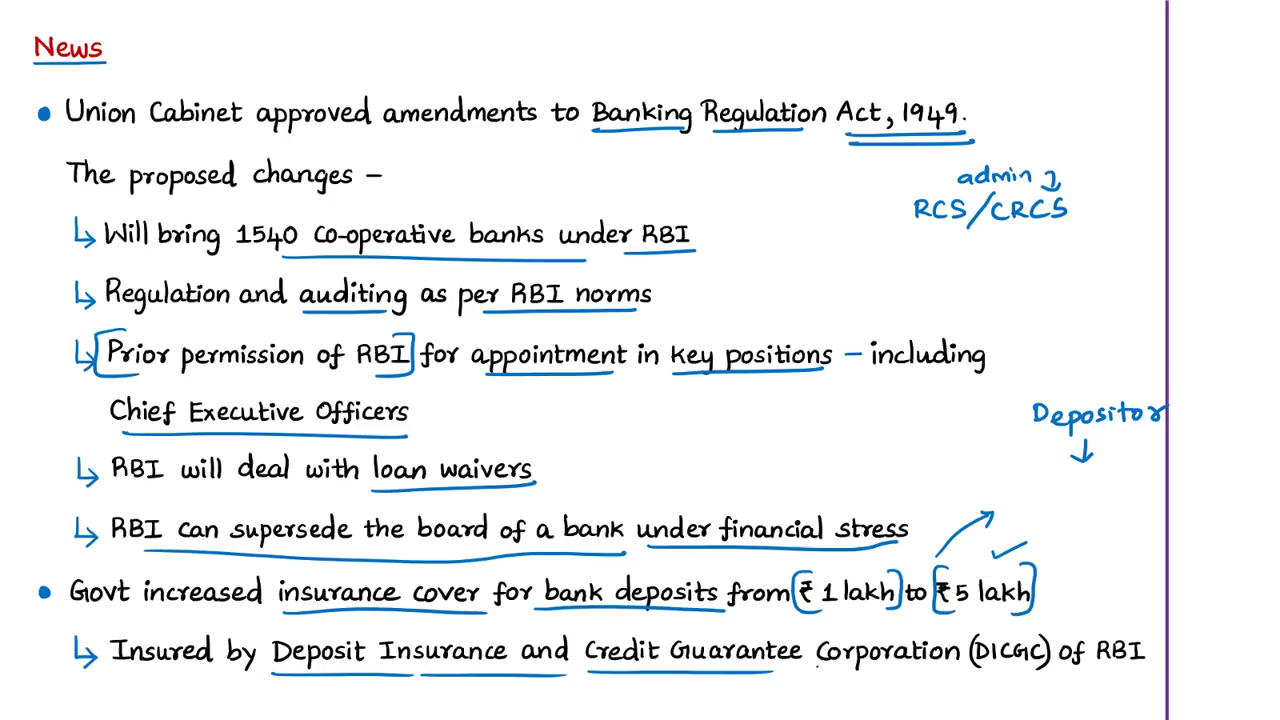 News
• Union Cabinet approved amendments to Banking Regulation Act, 1949.
The proposed changes –
admin
RCS/CRCS
↳ Will bring 1540 Co-operative banks under RBI
↳ Regulation and auditing as per RBI norms
↳ [Prior permission of RBI] for appointment in key positions – including
Chief Executive Officers
Depositor
↳ RBI will deal with loan waivers
↳ RBI can supersede the board of a bank under financial stress
• Govt increased insurance cover for bank deposits from [₹ 1 lakh] to [₹ 5 lakh]
↳ Insured by Deposit Insurance and Credit Guarantee Corporation (DICGC) of RBI